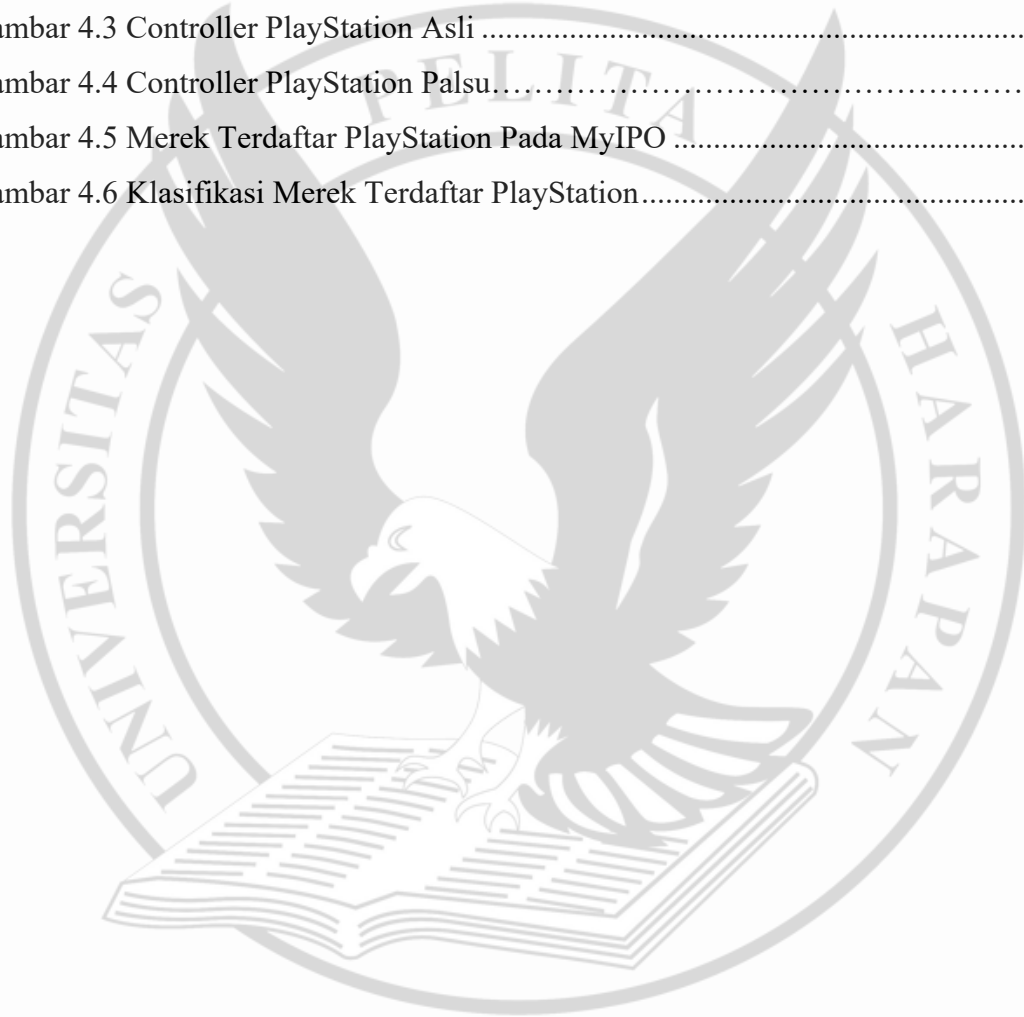 ambar 4.3 Controller PlayStation Asli ........................................................................
ambar 4.4 Controller PlayStation Palsu……………………………………………
ambar 4.5 Merek Terdaftar PlayStation Pada MyIPO ..............................................
ambar 4.6 Klasifikasi Merek Terdaftar PlayStation..................................................
UNIVERSITAS PELITA HARAPAN